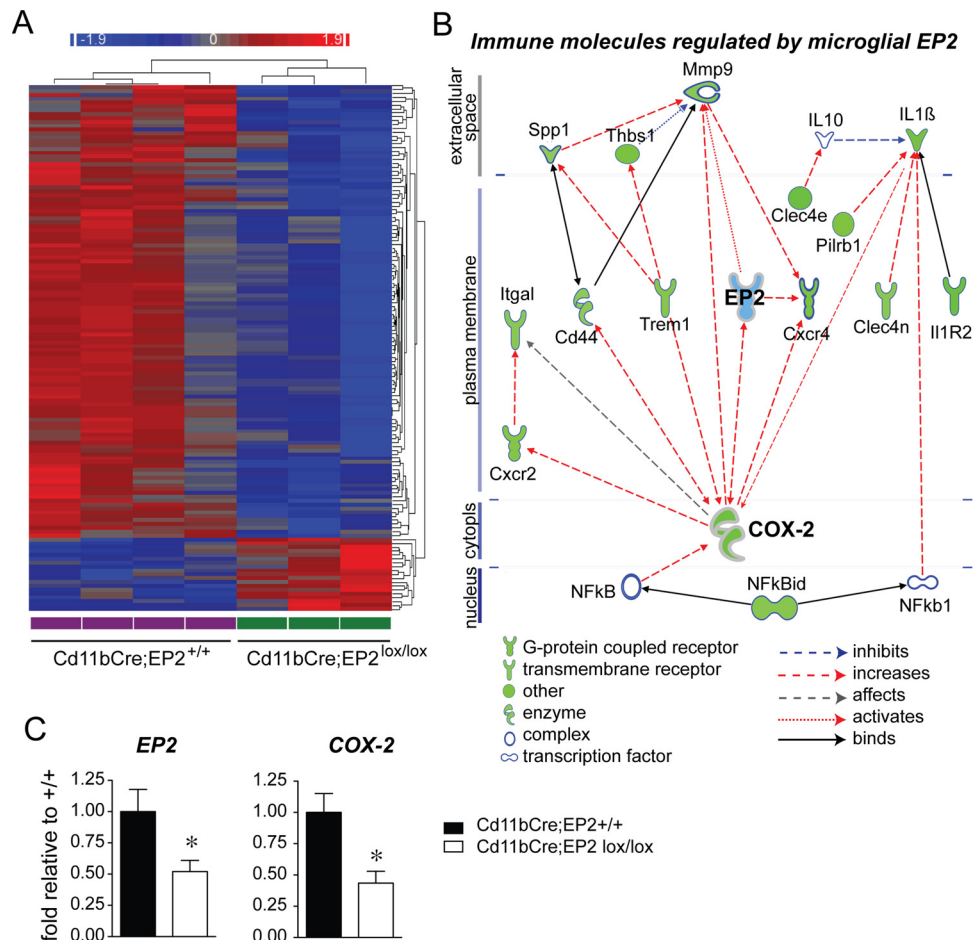 A
-1.9 0 1.9
Cd11bCre;EP2+/+
Cd11bCre;EP2lox/lox
B
Immune molecules regulated by microglial EP2
extracellular
space
plasma membrane
cytopls
nucleus
Mmp9
Spp1
Thbs1
IL10
IL1ß
Clec4e
Pilrb1
Itgal
Cd44
Trem1
EP2
Cxcr4
Clec4n
Il1R2
Cxcr2
COX-2
NFkB
NFkBid
NFkb1
G-protein coupled receptor
transmembrane receptor
other
enzyme
complex
transcription factor
inhibits
increases
affects
activates
binds
C
fold relative to +/+
EP2
1.25
1.00
0.75
0.50
0.25
0.00
*
COX-2
1.25
1.00
0.75
0.50
0.25
0.00
*
Cd11bCre;EP2+/+
Cd11bCre;EP2 lox/lox